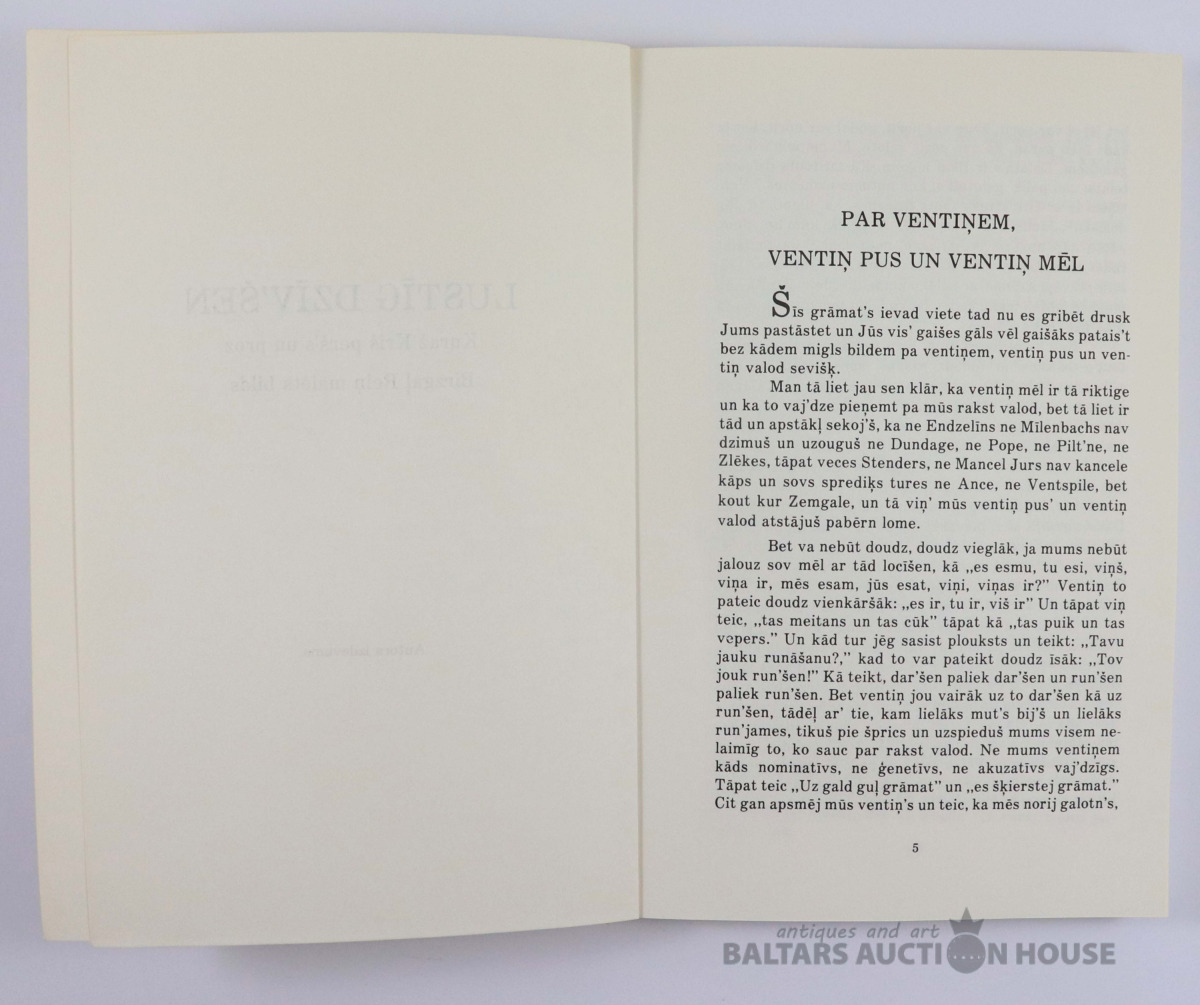 LUSTĪG DZĪV'ŠEN
PAR VENTIŅEM,
VENTIŅ PUS UN VENTIŅ MĒL
Šīs grāmat's ievad viete tad nu es gribēt drusk
Jums pastāstet un Jūs vis' gaišes gāls vēl gaišāks patais't
bez kādem migls bildem pa ventiņem, ventiņ pus un ven-
tiņ valod sevišķ.
Man tā liet jau sen klār, ka ventiņ mēl ir tā riktige
un ka to vaj'dze pieņemt pa mūs rakst valod, bet tā liet ir
tād un apstākļ sekoj'š, ka ne Endzelīns ne Mīlenbachs nav
dzimuš un uzouguš ne Dundage, ne Pope, ne Pilt'ne, ne
Zlēkes, tāpat veces Stenders, ne Mancel Jurs nav kancele
kāps un sovs sprediķs tures ne Ance, ne Ventspile, bet
kout kur Zemgale, un tā viņ' mūs ventiņ pus' un ventiņ
valod atstājuš pabērn lome.
Bet va nebūt doudz, doudz vieglāk, ja mums nebūt
jalouz sov mēl ar tād locīšen, kā „es esmu, tu esi, viņš,
viņa ir, mēs esam, jūs esat, viņi, viņas ir?” Ventiņ to
pateic doudz vienkāršāk: „es ir, tu ir, viš ir” Un tāpat viņ
teic, „tas meitans un tas cūk” tāpat kā „tas puik un tas
vepers.” Un kād tur jēg sasist plouksts un teikt: „Tavu
jauku runāšanu?,” kad to var pateikt doudz īsāk: „Tov
jouk run'šen!” Kā teikt, dar'šen paliek dar'šen un run'šen
paliek run'šen. Bet ventiņ jou vairāk uz to dar'šen kā uz
run'šen, tādēļ ar' tie, kam lielāks mut's bij'š un lielāks
run'james, tikuš pie šprics un uzspieduš mums visem ne-
laimīg to, ko sauc par rakst valod. Ne mums ventiņem
kāds nominatīvs, ne ģenetīvs, ne akuzatīvs vaj'dzīgs.
Tāpat teic „Uz gald guļ grāmat” un „es šķierstej grāmat.”
Cit gan apsmēj mūs ventiņ's un teic, ka mēs norij galotn's,
5
antiques and art
BALTARS AUCTION HOUSE